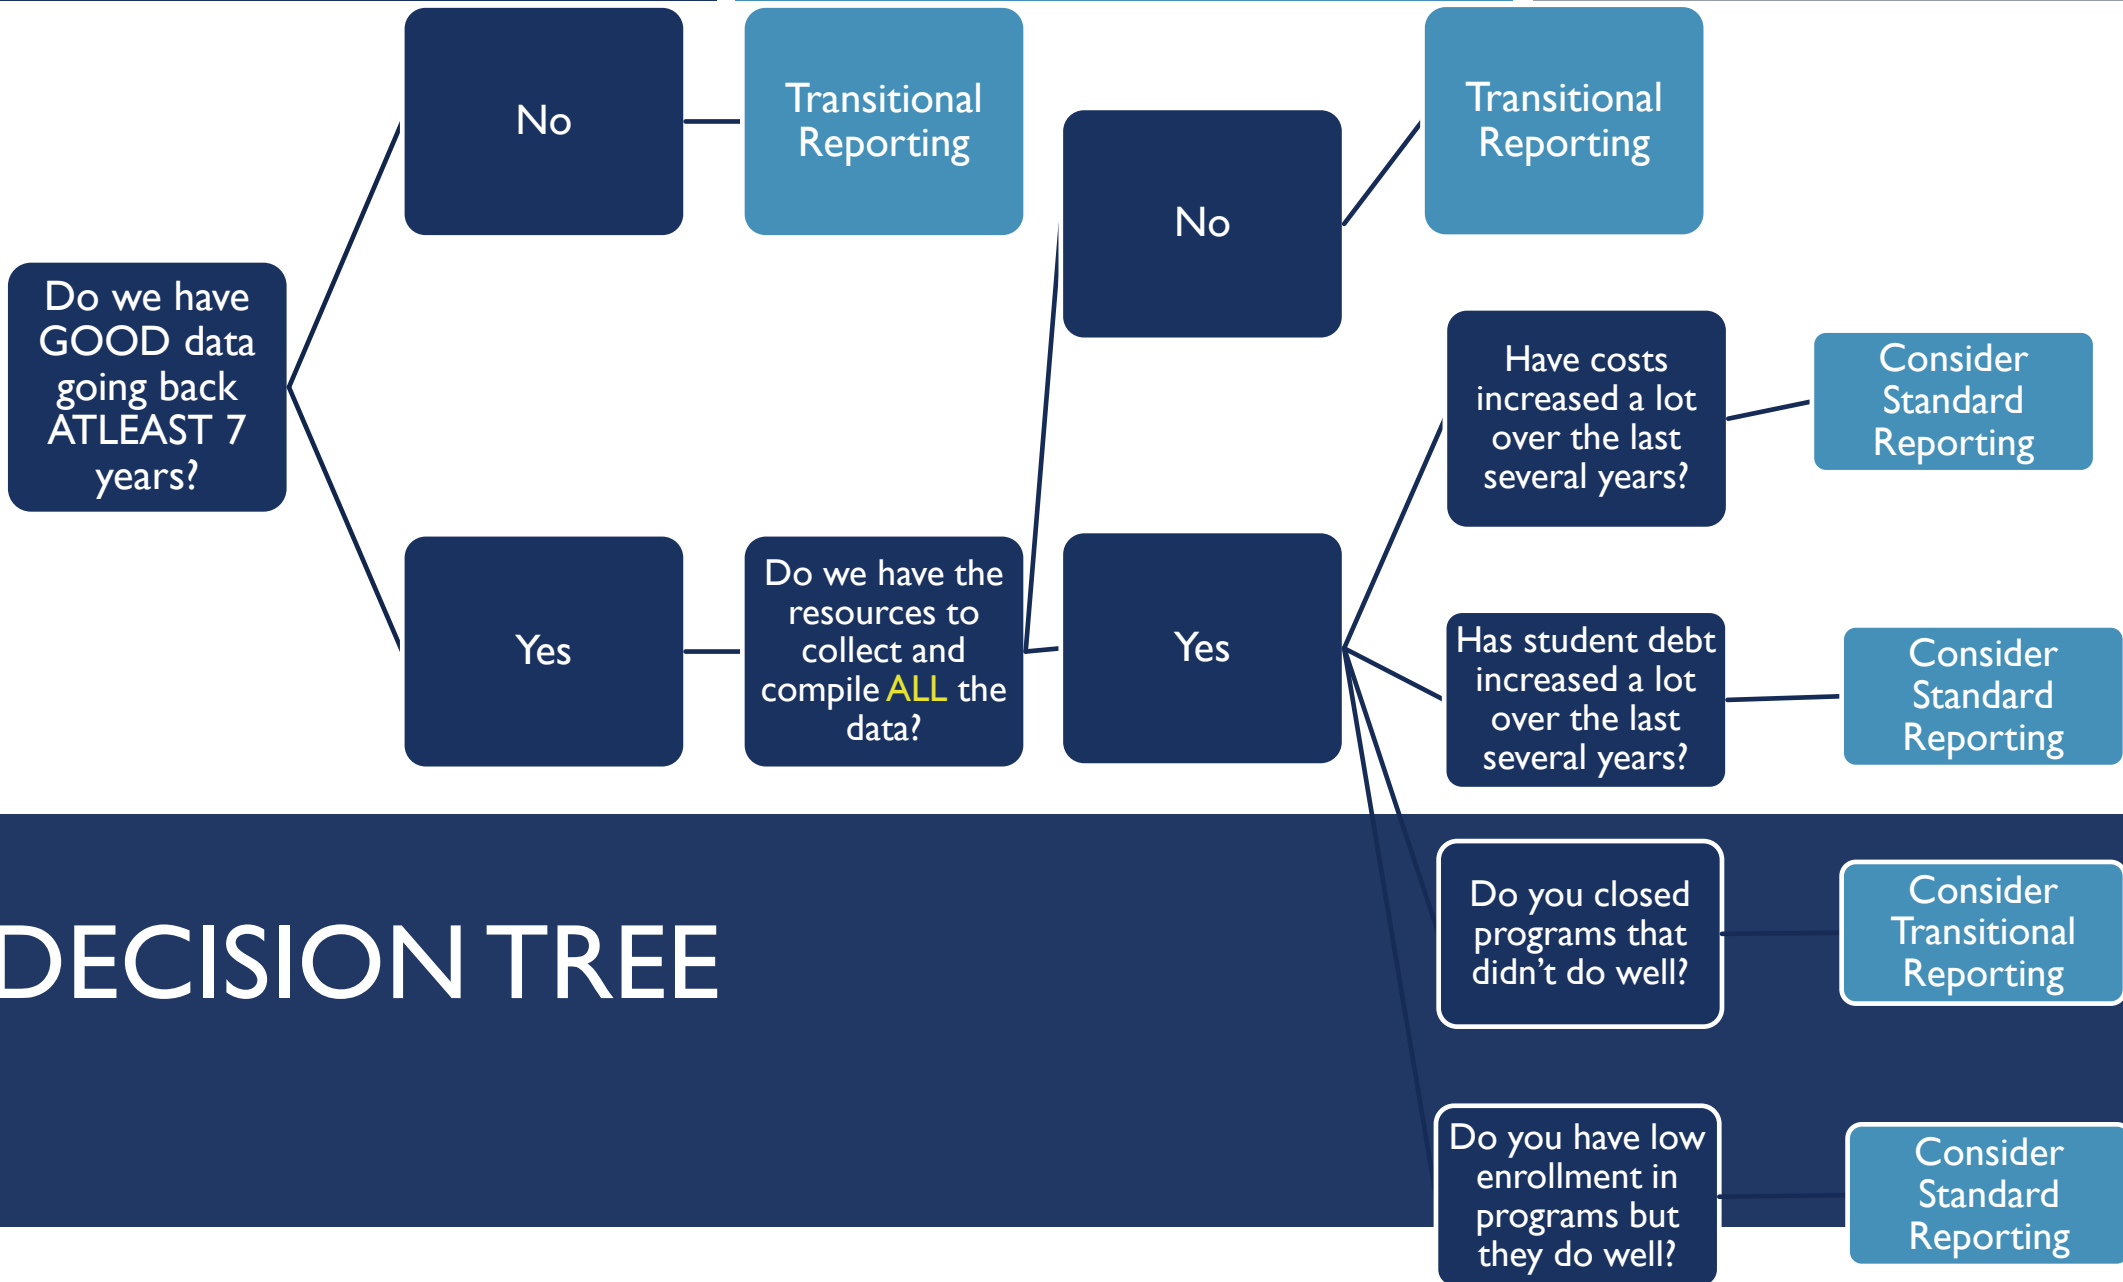 Do we have
GOOD data
going back
ATLEAST 7
years?
No
Transitional
Reporting
Yes
Do we have the
resources to
collect and
compile ALL the
data?
No
Transitional
Reporting
Yes
Have costs
increased a lot
over the last
several years?
Consider
Standard
Reporting
Has student debt
increased a lot
over the last
several years?
Consider
Standard
Reporting
Do you closed
programs that
didn’t do well?
Consider
Transitional
Reporting
Do you have low
enrollment in
programs but
they do well?
Consider
Standard
Reporting
DECISION TREE